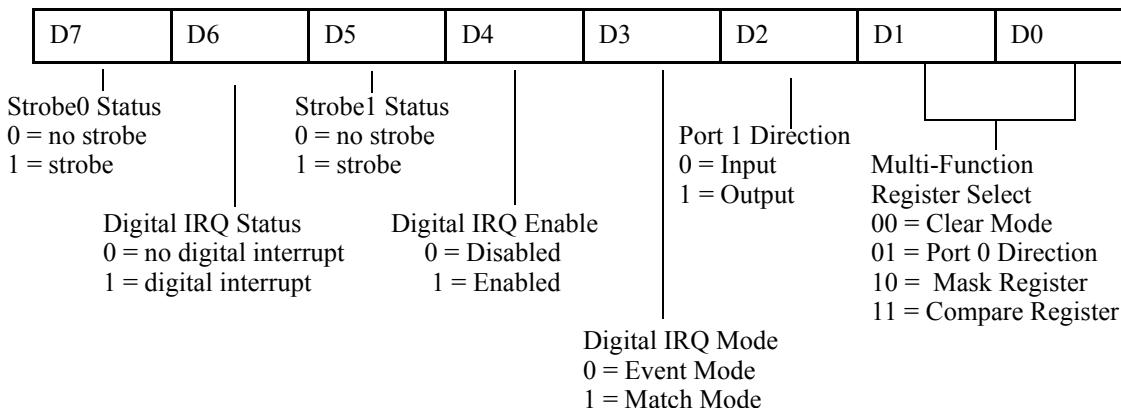 D7 D6 D5 D4 D3 D2 D1 D0
Strobe0 Status
0 = no strobe
1 = strobe
Digital IRQ Status
0 = no digital interrupt
1 = digital interrupt
Strobe1 Status
0 = no strobe
1 = strobe
Digital IRQ Enable
0 = Disabled
1 = Enabled
Digital IRQ Mode
0 = Event Mode
1 = Match Mode
Port 1 Direction
0 = Input
1 = Output
Multi-Function
Register Select
00 = Clear Mode
01 = Port 0 Direction
10 = Mask Register
11 = Compare Register